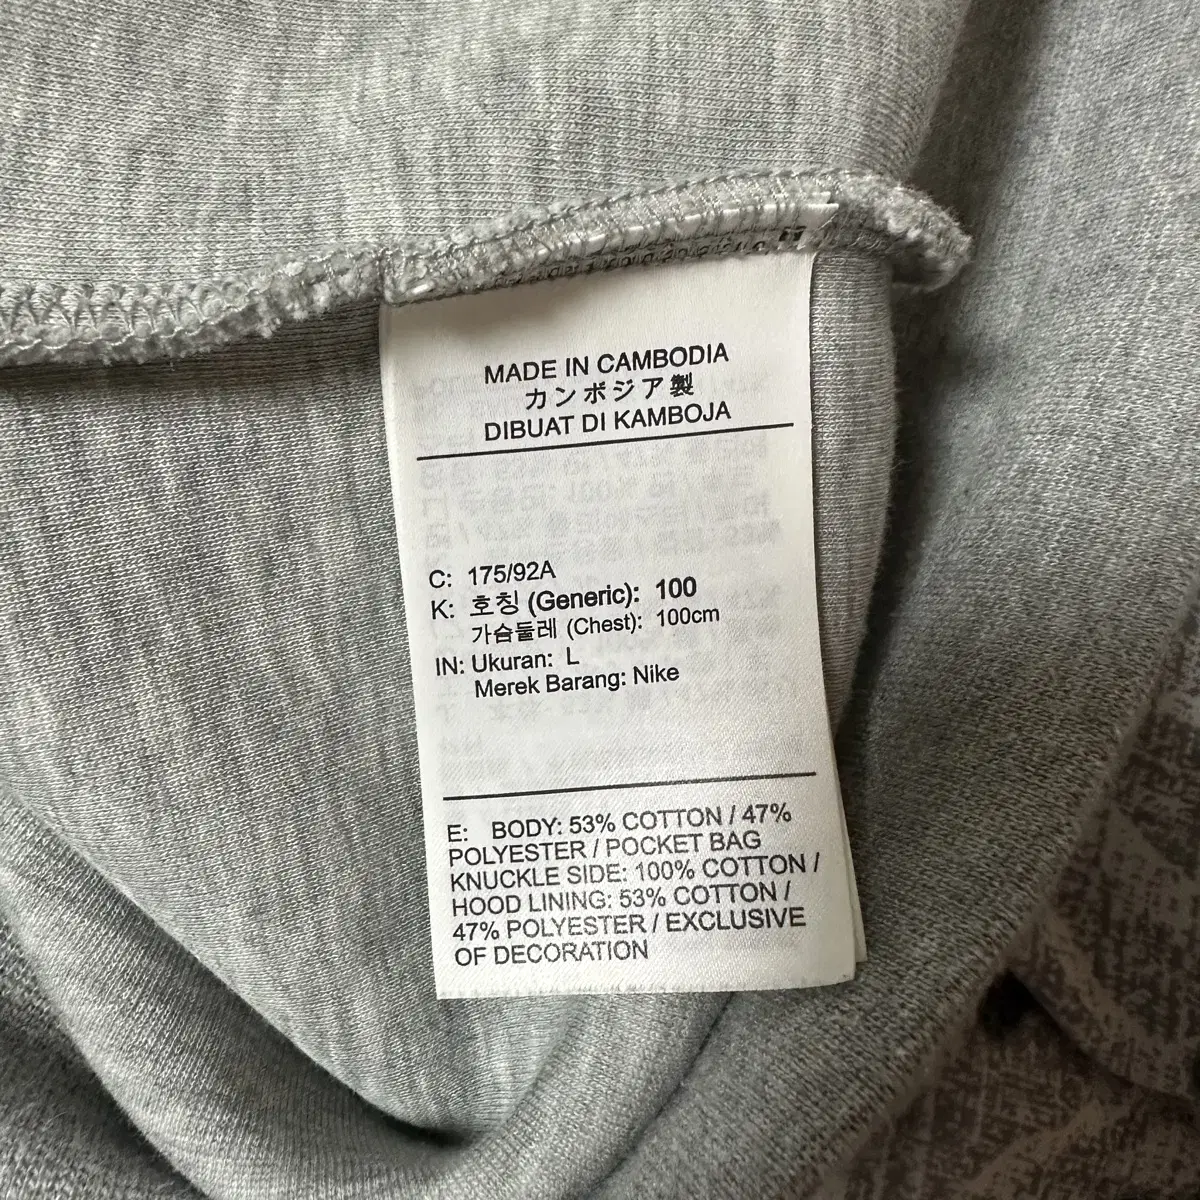 MADE IN CAMBODIA
カンボジア製
DIBUAT DI KAMBOJA
C: 175/92A
K: 호칭 (Generic): 100
가슴둘레 (Chest): 100cm
IN: Ukuran: L
Merek Barang: Nike
E: BODY: 53% COTTON / 47%
POLYESTER / POCKET BAG
KNUCKLE SIDE: 100% COTTON /
HOOD LINING: 53% COTTON /
47% POLYESTER / EXCLUSIVE
OF DECORATION